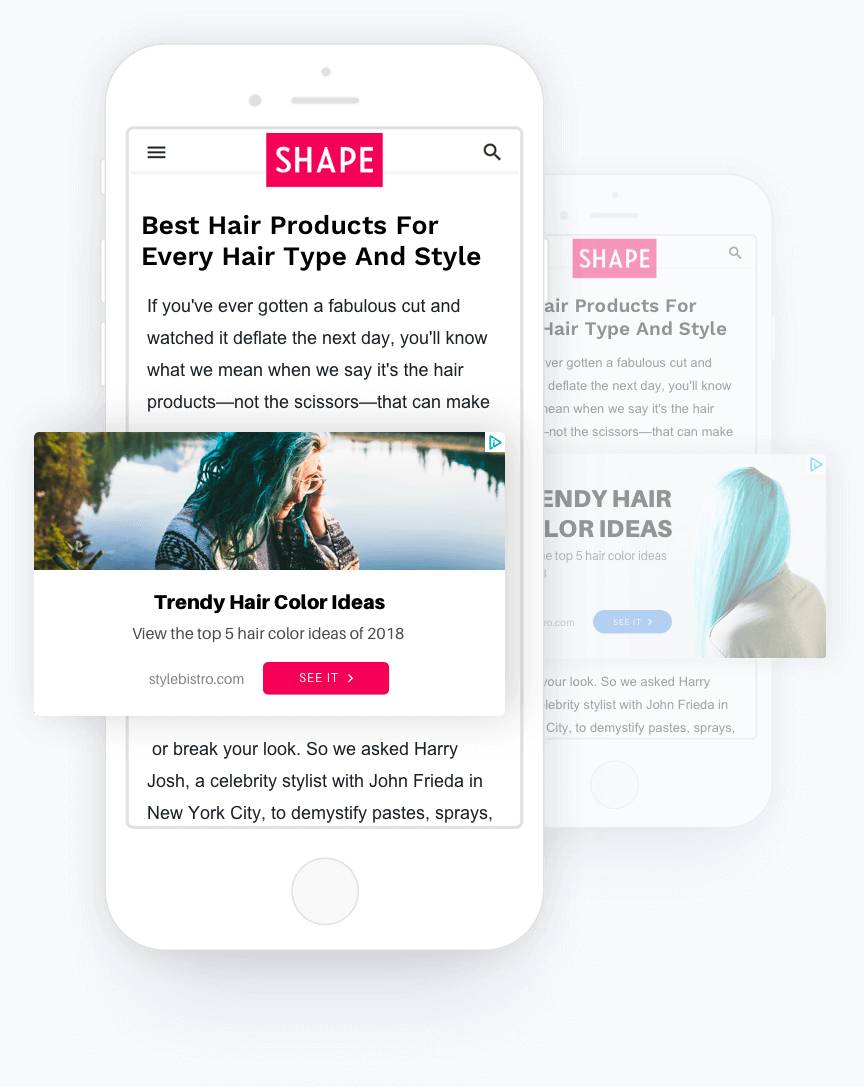 SHAPE
Best Hair Products For
Every Hair Type And Style
If you've ever gotten a fabulous cut and
watched it deflate the next day, you'll know
what we mean when we say it's the hair
products—not the scissors—that can make
Trendy Hair Color Ideas
View the top 5 hair color ideas of 2018
stylebistro.com
SEE IT
or break your look. So we asked Harry
Josh, a celebrity stylist with John Frieda in
New York City, to demystify pastes, sprays,
SHAPE
air Products For
Hair Type And Style
ver gotten a fabulous cut and
deflate the next day, you'll know
nean when we say it's the hair
-not the scissors—that can make
ENDY HAIR
LOR IDEAS
e top 5 hair color ideas
ro.com
SEE IT
your look. So we asked Harry
lebrity stylist with John Frieda in
City, to demystify pastes, sprays,